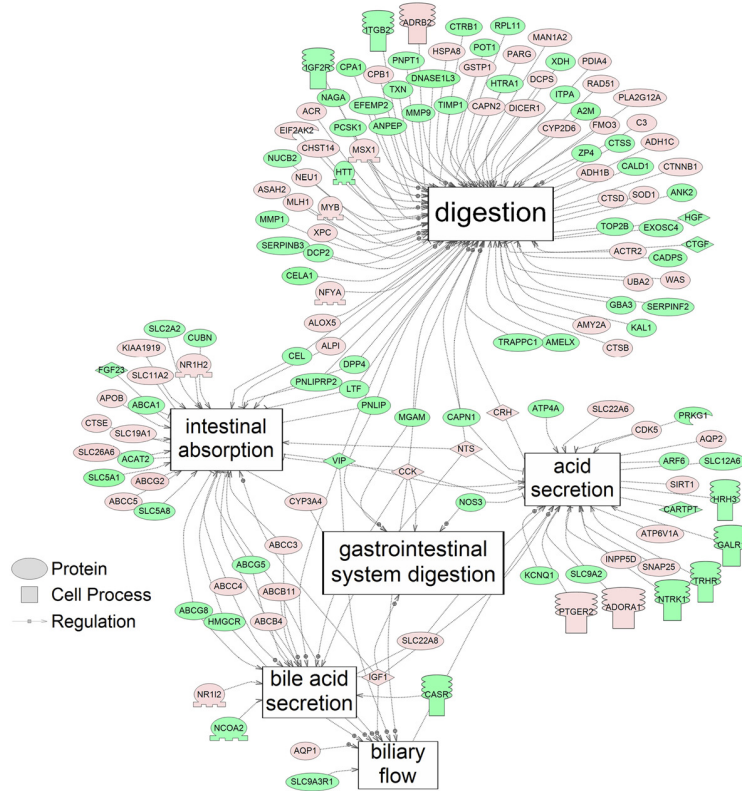 ITGB2
ADRB2
CTRB1
RPL11
HSPA8
POT1
MAN1A2
IGF2R
CPA1
PNPT1
PARG
XDH
PDIA4
CPB1
DNASE1L3
GSTP1
DCPS
RAD51
NAGA
TXN
HTRA1
ITPA
PLA2G12A
ACR
EFEMP2
MMP9
TIMP1
CAPN2
DICER1
A2M
C3
EIF2AK2
PCSK1
ANPEP
CYP2D6
FMO3
CHST14
MSX1
CTSS
ADH1C
NUCB2
HTT
ZP4
CALD1
NEU1
ADH1B
CTNNB1
ASAH2
MLH1
MYB
CTSD
SOD1
ANK2
MMP1
XPC
digestion
TOP2B
EXOSC4
HGF
SERPINB3
DCP2
ACTR2
CTGF
CADPS
CELA1
UBA2
WAS
NFYA
GBA3
SERPINF2
ALOX5
AMY2A
KAL1
SLC2A2
CUBN
ALPI
TRAPPC1
AMELX
CTSB
KIAA1919
CEL
DPP4
FGF23
SLC11A2
NR1H2
PNLIPRP2
LTF
APOB
ABCA1
PNLIP
MGAM
CAPN1
CRH
ATP4A
SLC22A6
PRKG1
CTSE
SLC19A1
intestinal
absorption
CDK5
AQP2
SLC26A6
ACAT2
VIP
NTS
acid
secretion
ARF6
SLC12A6
SLC5A1
ABCG2
CCK
SIRT1
HRH3
ABCC5
SLC5A8
CYP3A4
NOS3
CARTPT
ABCC3
gastrointestinal
system digestion
ATP6V1A
GALR
Protein
ABCG5
INPP5D
SNAP25
Cell Process
ABCC4
ABCB11
KCNQ1
SLC9A2
NTRK1
TRHR
Regulation
ABCG8
HMGCR
ABCB4
PTGER2
ADORA1
SLC22A8
NR1I2
bile acid
secretion
IGF1
CASR
NCOA2
AQP1
biliary
flow
SLC9A3R1